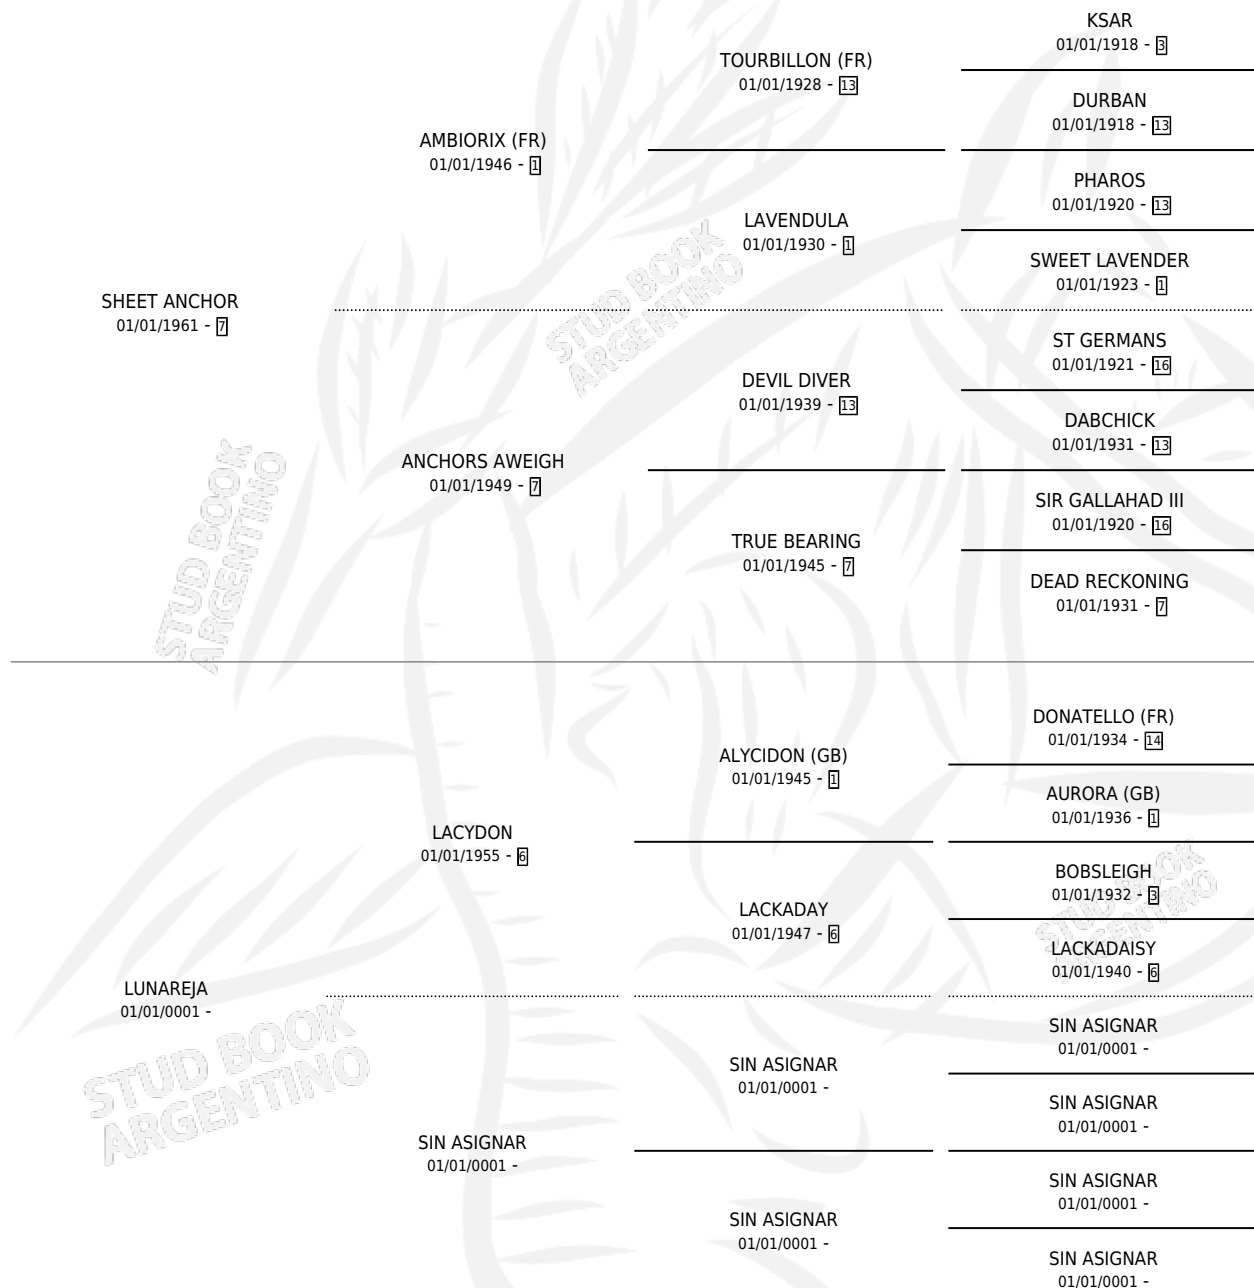 KSAR
01/01/1918 - 3
TOURBILLON (FR)
01/01/1928 - 13
DURBAN
01/01/1918 - 13
AMBIORIX (FR)
01/01/1946 - 1
PHAROS
01/01/1920 - 13
LAVENDULA
01/01/1930 - 1
SWEET LAVENDER
01/01/1923 - 1
SHEET ANCHOR
01/01/1961 - 7
ST GERMANS
01/01/1921 - 16
DEVIL DIVER
01/01/1939 - 13
DABCHICK
01/01/1931 - 13
ANCHORS AWEIGH
01/01/1949 - 7
SIR GALLAHAD III
01/01/1920 - 16
TRUE BEARING
01/01/1945 - 7
DEAD RECKONING
01/01/1931 - 7
DONATELLO (FR)
01/01/1934 - 14
ALYCIDON (GB)
01/01/1945 - 1
AURORA (GB)
01/01/1936 - 1
LACYDON
01/01/1955 - 6
BOBSLEIGH
01/01/1932 - 3
LACKADAY
01/01/1947 - 6
LACKADAISY
01/01/1940 - 6
LUNAREJA
01/01/0001 -
SIN ASIGNAR
01/01/0001 -
SIN ASIGNAR
01/01/0001 -
SIN ASIGNAR
01/01/0001 -
SIN ASIGNAR
01/01/0001 -
SIN ASIGNAR
01/01/0001 -
SIN ASIGNAR
01/01/0001 -
SIN ASIGNAR
01/01/0001 -
STUD BOOK
ARGENTINO
STUD BOOK
ARGENTINO
STUD BOOK
ARGENTINO
STUD BOOK
ARGENTINO